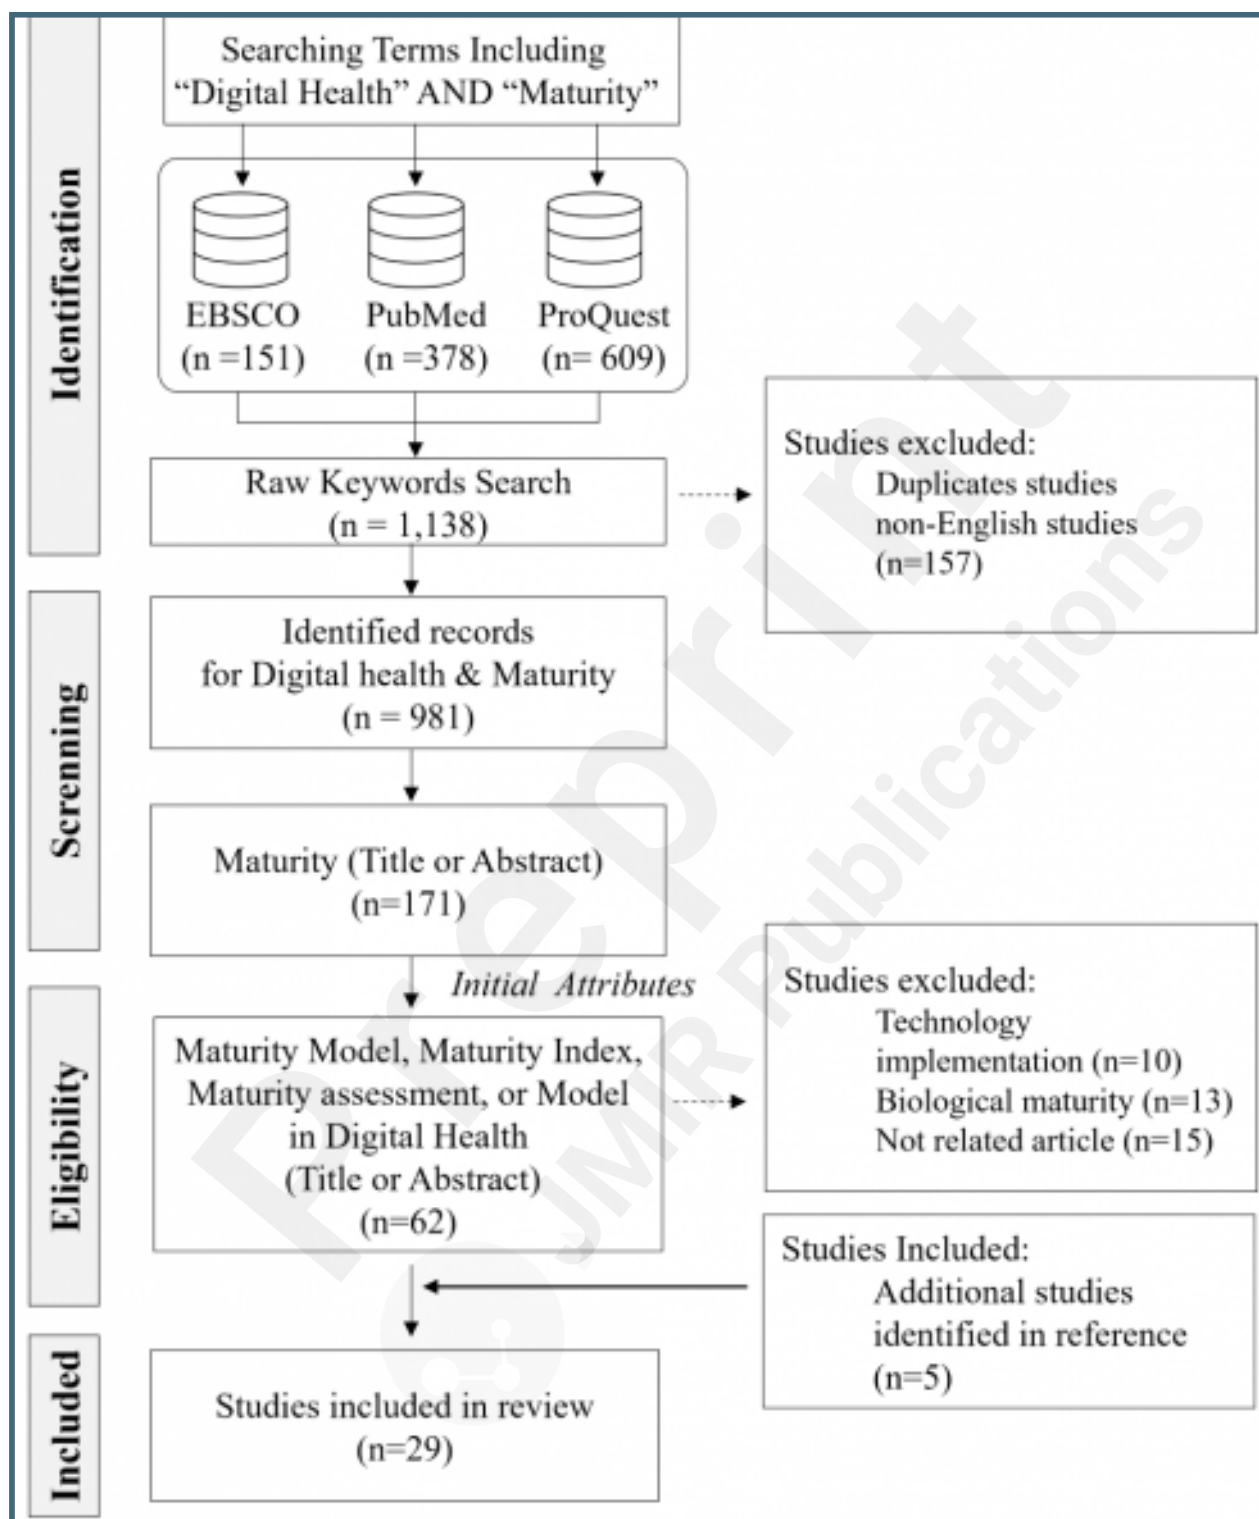 Searching Terms Including
“Digital Health” AND “Maturity”
Identification
EBSCO
(n =151)
PubMed
(n =378)
ProQuest
(n= 609)
Raw Keywords Search
(n = 1,138)
Studies excluded:
Duplicates studies
non-English studies
(n=157)
Screnning
Identified records
for Digital health & Maturity
(n = 981)
Maturity (Title or Abstract)
(n=171)
Initial Attributes
Eligibility
Maturity Model, Maturity Index,
Maturity assessment, or Model
in Digital Health
(Title or Abstract)
(n=62)
Studies excluded:
Technology
implementation (n=10)
Biological maturity (n=13)
Not related article (n=15)
Studies Included:
Additional studies
identified in reference
(n=5)
Included
Studies included in review
(n=29)
Preprint
JMIR Publications